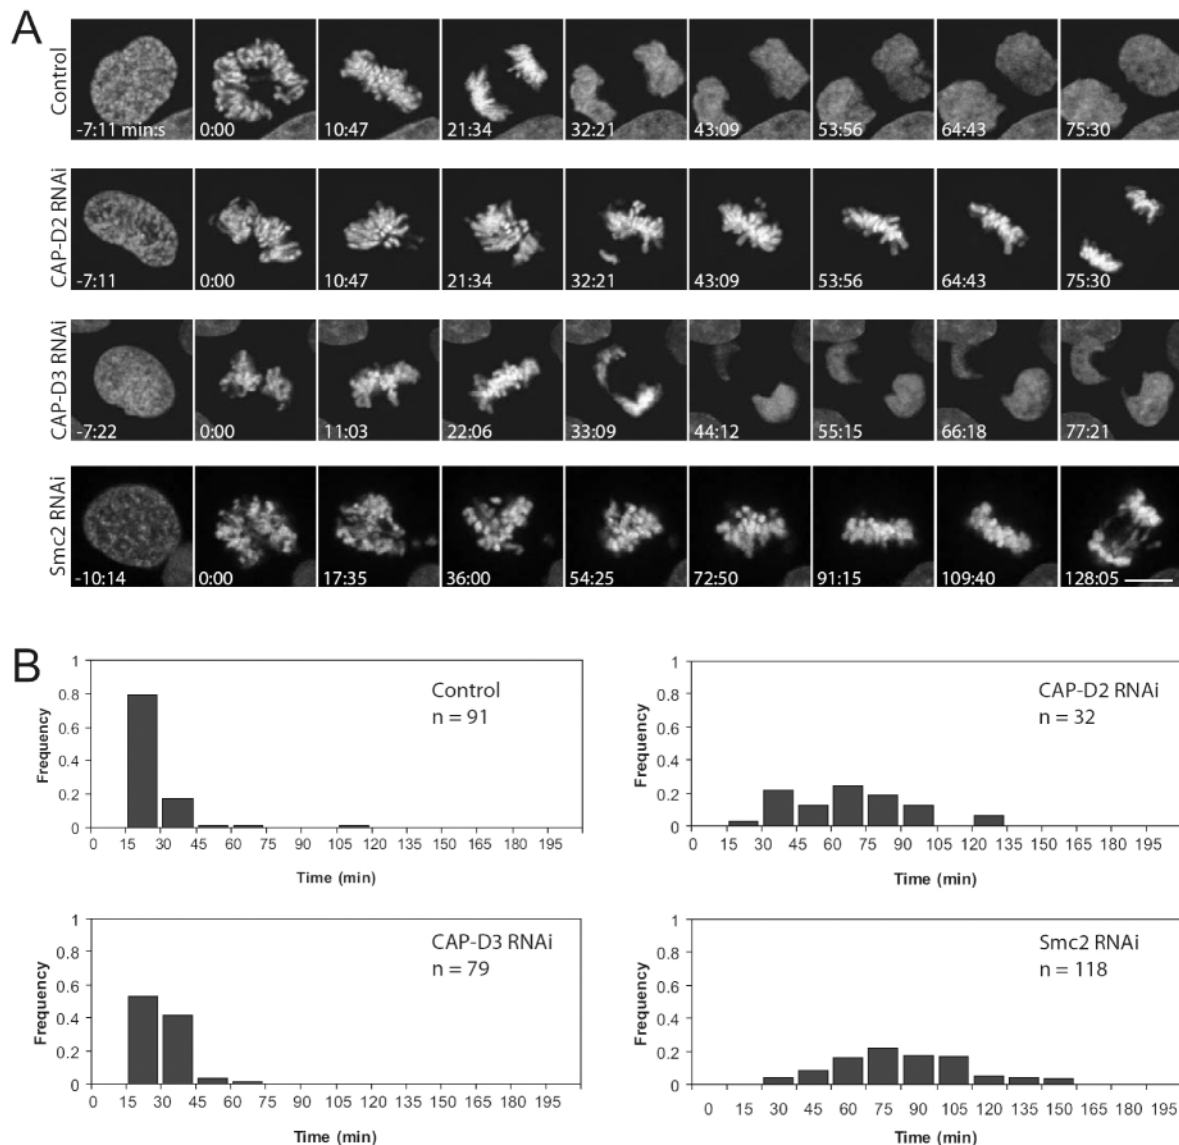 A
Control
-7:11 min:s 0:00 10:47 21:34 32:21 43:09 53:56 64:43 75:30
CAP-D2 RNAi
-7:11 0:00 10:47 21:34 32:21 43:09 53:56 64:43 75:30
CAP-D3 RNAi
-7:22 0:00 11:03 22:06 33:09 44:12 55:15 66:18 77:21
Smc2 RNAi
-10:14 0:00 17:35 36:00 54:25 72:50 91:15 109:40 128:05
B
Control
n = 91
Frequency
1
0.8
0.6
0.4
0.2
0
0 15 30 45 60 75 90 105 120 135 150 165 180 195
Time (min)
CAP-D2 RNAi
n = 32
Frequency
1
0.8
0.6
0.4
0.2
0
0 15 30 45 60 75 90 105 120 135 150 165 180 195
Time (min)
CAP-D3 RNAi
n = 79
Frequency
1
0.8
0.6
0.4
0.2
0
0 15 30 45 60 75 90 105 120 135 150 165 180 195
Time (min)
Smc2 RNAi
n = 118
Frequency
1
0.8
0.6
0.4
0.2
0
0 15 30 45 60 75 90 105 120 135 150 165 180 195
Time (min)